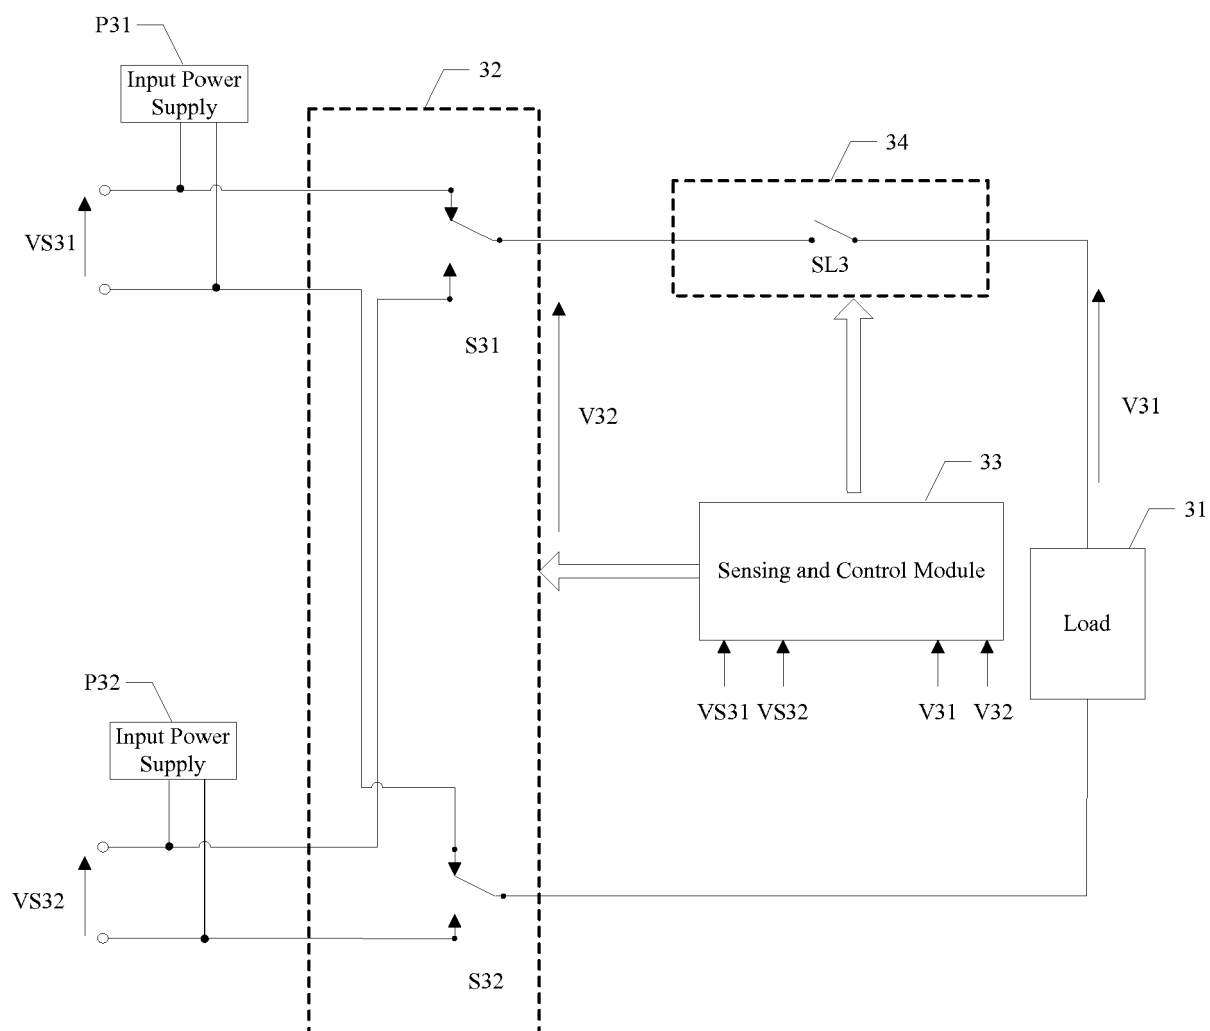 P31
Input Power
Supply
32
34
VS31
SL3
S31
V32
V31
33
31
Sensing and Control Module
Load
P32
VS31 VS32 V31 V32
Input Power
Supply
VS32
S32